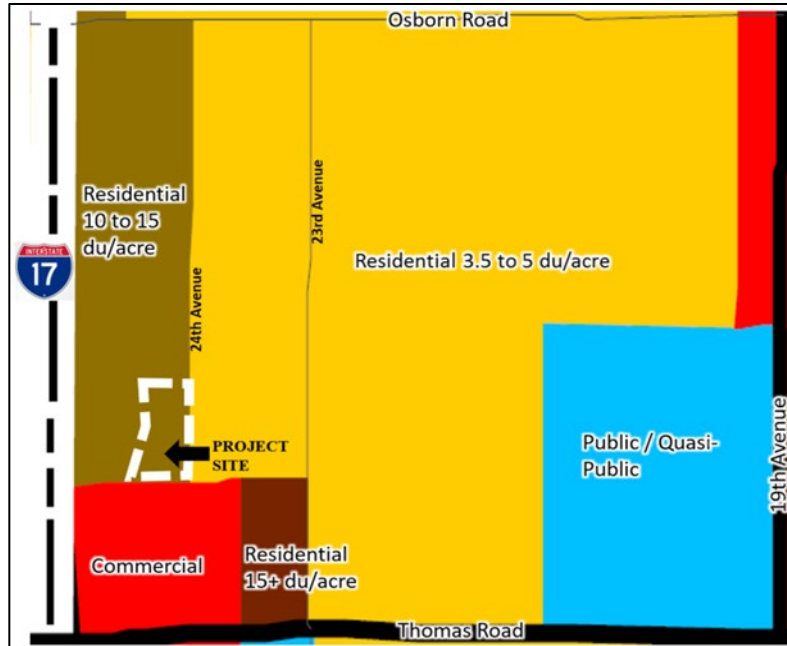 Osborn Road
Residential
10 to 15
du/acre
23rd Avenue
24th Avenue
Residential 3.5 to 5 du/acre
INTERSTATE
17
PROJECT
SITE
Public / Quasi-
Public
19th Avenue
Commercial
Residential
15+ du/acre
Thomas Road